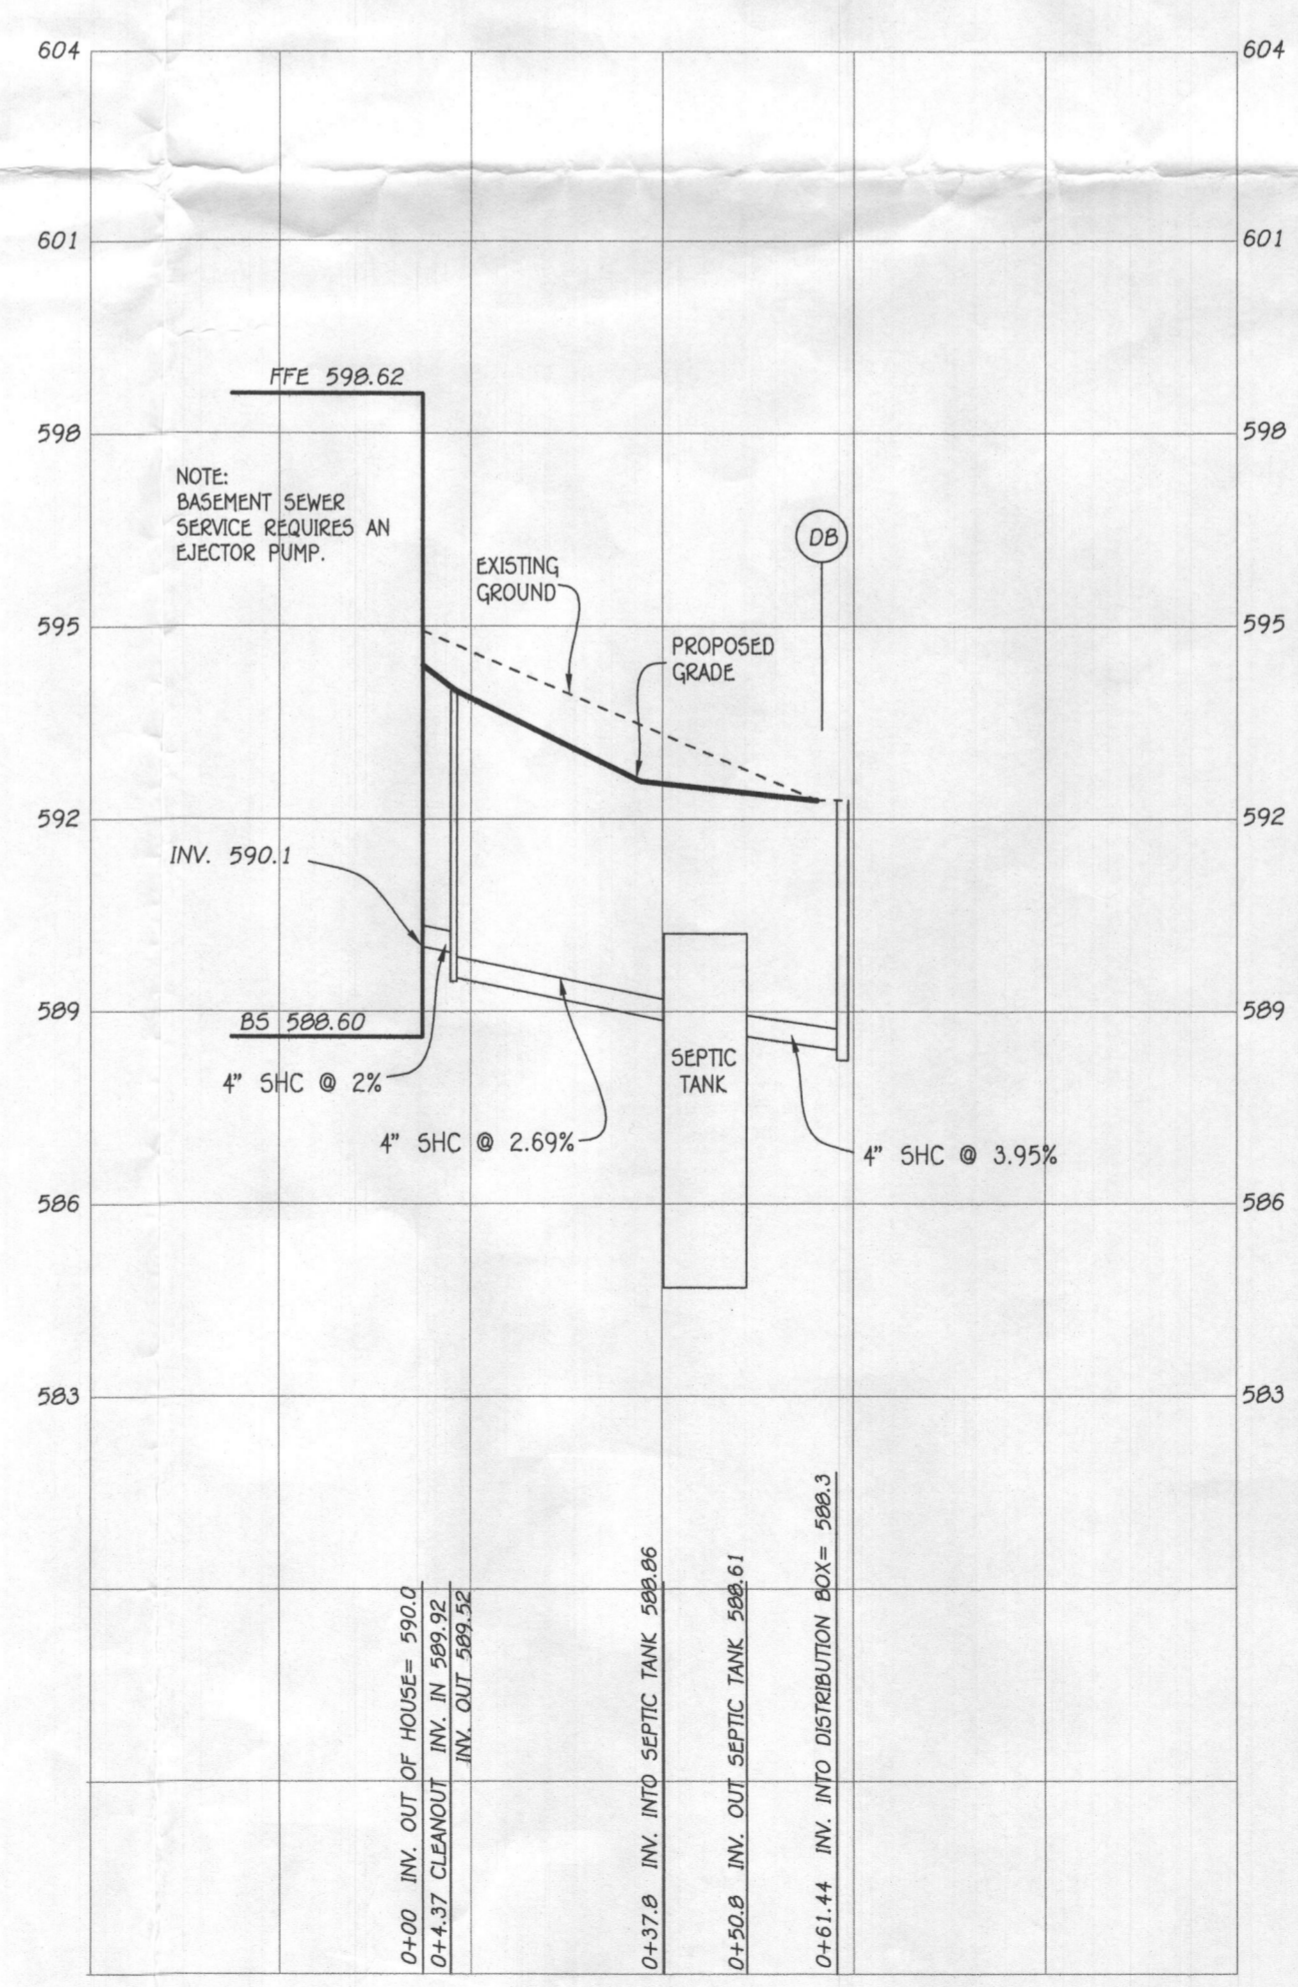 604
604
601
601
FFE 598.62
598
598
NOTE:
BASEMENT SEWER
SERVICE REQUIRES AN
EJECTOR PUMP.
DB
EXISTING
GROUND
595
595
PROPOSED
GRADE
592
592
INV. 590.1
589
589
BS 588.60
SEPTIC
TANK
4" SHC @ 2%
4" SHC @ 2.69%
4" SHC @ 3.95%
586
586
583
583
0+00 INV. OUT OF HOUSE= 590.0
0+4.37 CLEANOUT INV. IN 589.92
INV. OUT 589.52
0+37.8 INV. INTO SEPTIC TANK 588.86
0+50.8 INV. OUT SEPTIC TANK 588.61
0+61.44 INV. INTO DISTRIBUTION BOX= 588.3